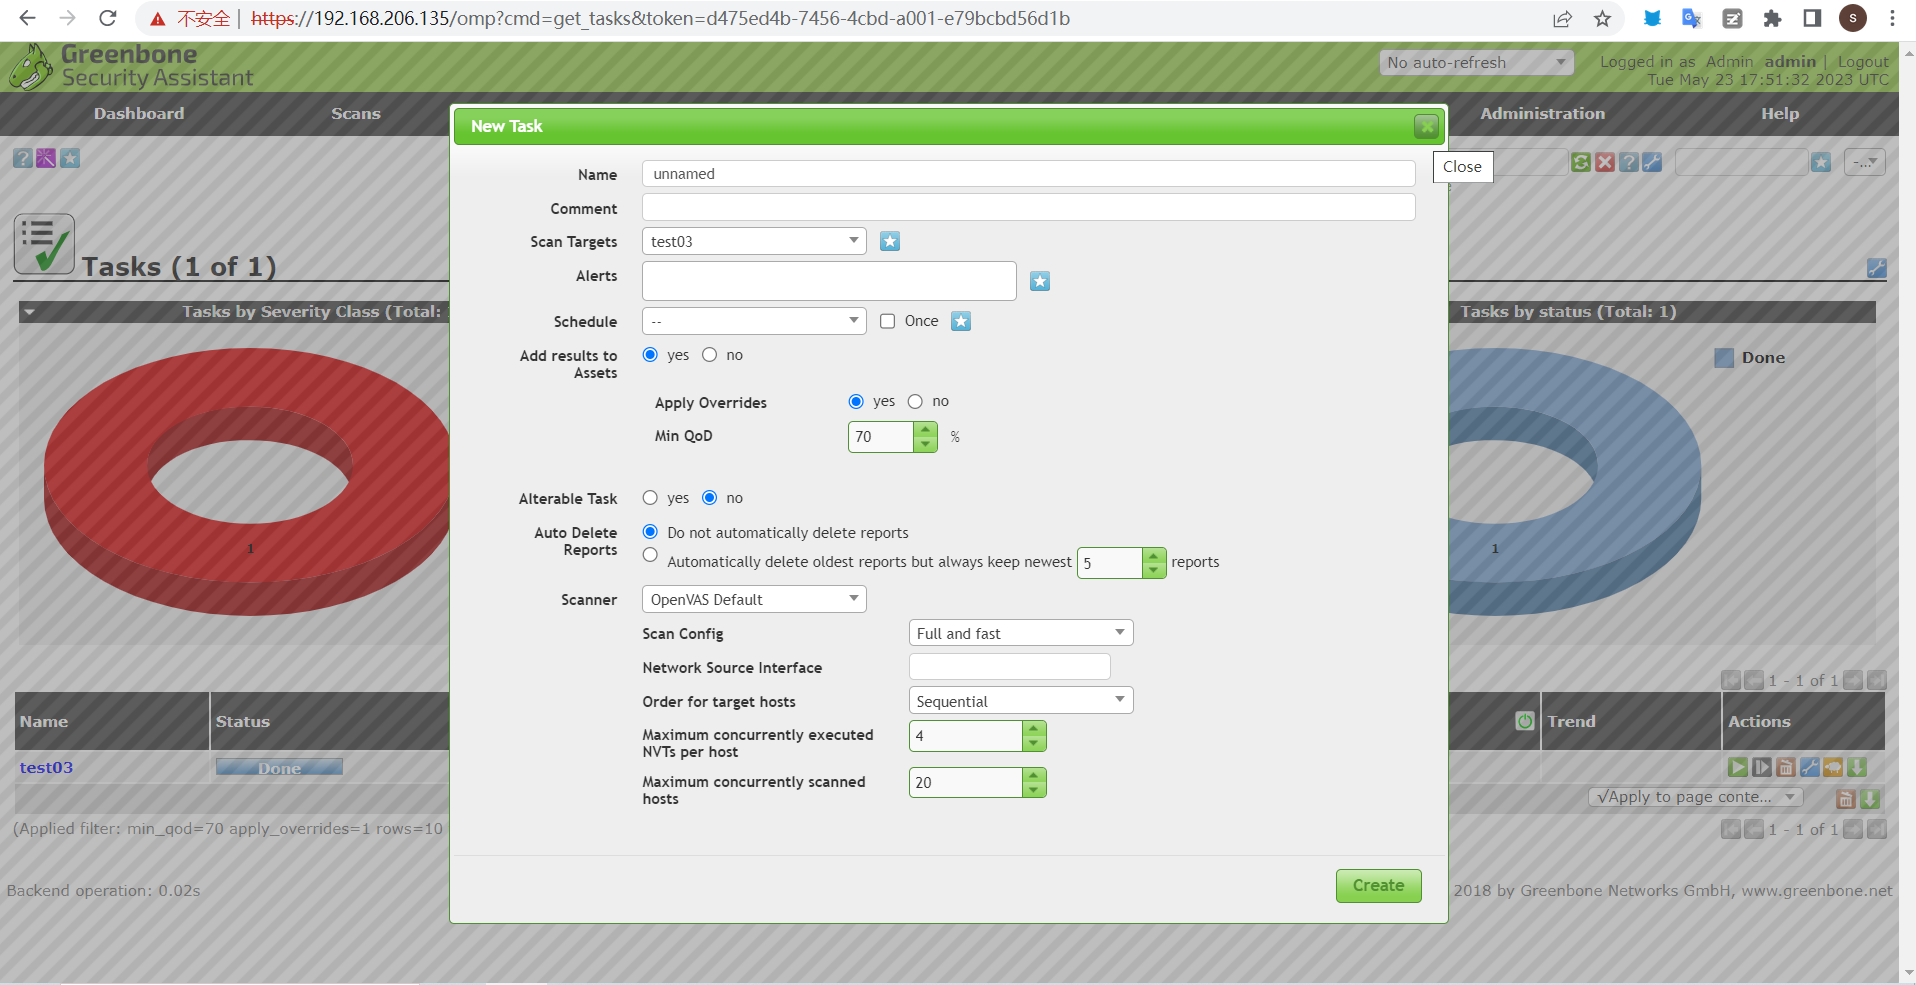 不安全 | https://192.168.206.135/omp?cmd=get_tasks&token=d475ed4b-7456-4cbd-a001-e79bcbd56d1b
S
Greenbone
Security Assistant
No auto-refresh
Logged in as Admin admin | Logout
Tue May 23 17:51:32 2023 UTC
Dashboard
Scans
Administration
Help
New Task
Close
-...
Name
unnamed
Comment
Scan Targets
test03
Alerts
Schedule
--
Once
Add results to
Assets
yes
no
Apply Overrides
yes
no
Min QoD
70
%
Alterable Task
yes
no
Auto Delete
Reports
Do not automatically delete reports
Automatically delete oldest reports but always keep newest
5
reports
Scanner
OpenVAS Default
Scan Config
Full and fast
Network Source Interface
Order for target hosts
Sequential
Maximum concurrently executed
NVTs per host
4
Maximum concurrently scanned
hosts
20
Create
Tasks (1 of 1)
Tasks by Severity Class (Total:
1
Tasks by status (Total: 1)
Done
1
1 - 1 of 1
Name
Status
Trend
Actions
test03
Done
√Apply to page conte...
(Applied filter: min_qod=70 apply_overrides=1 rows=10
1 - 1 of 1
Backend operation: 0.02s
2018 by Greenbone Networks GmbH, www.greenbone.net